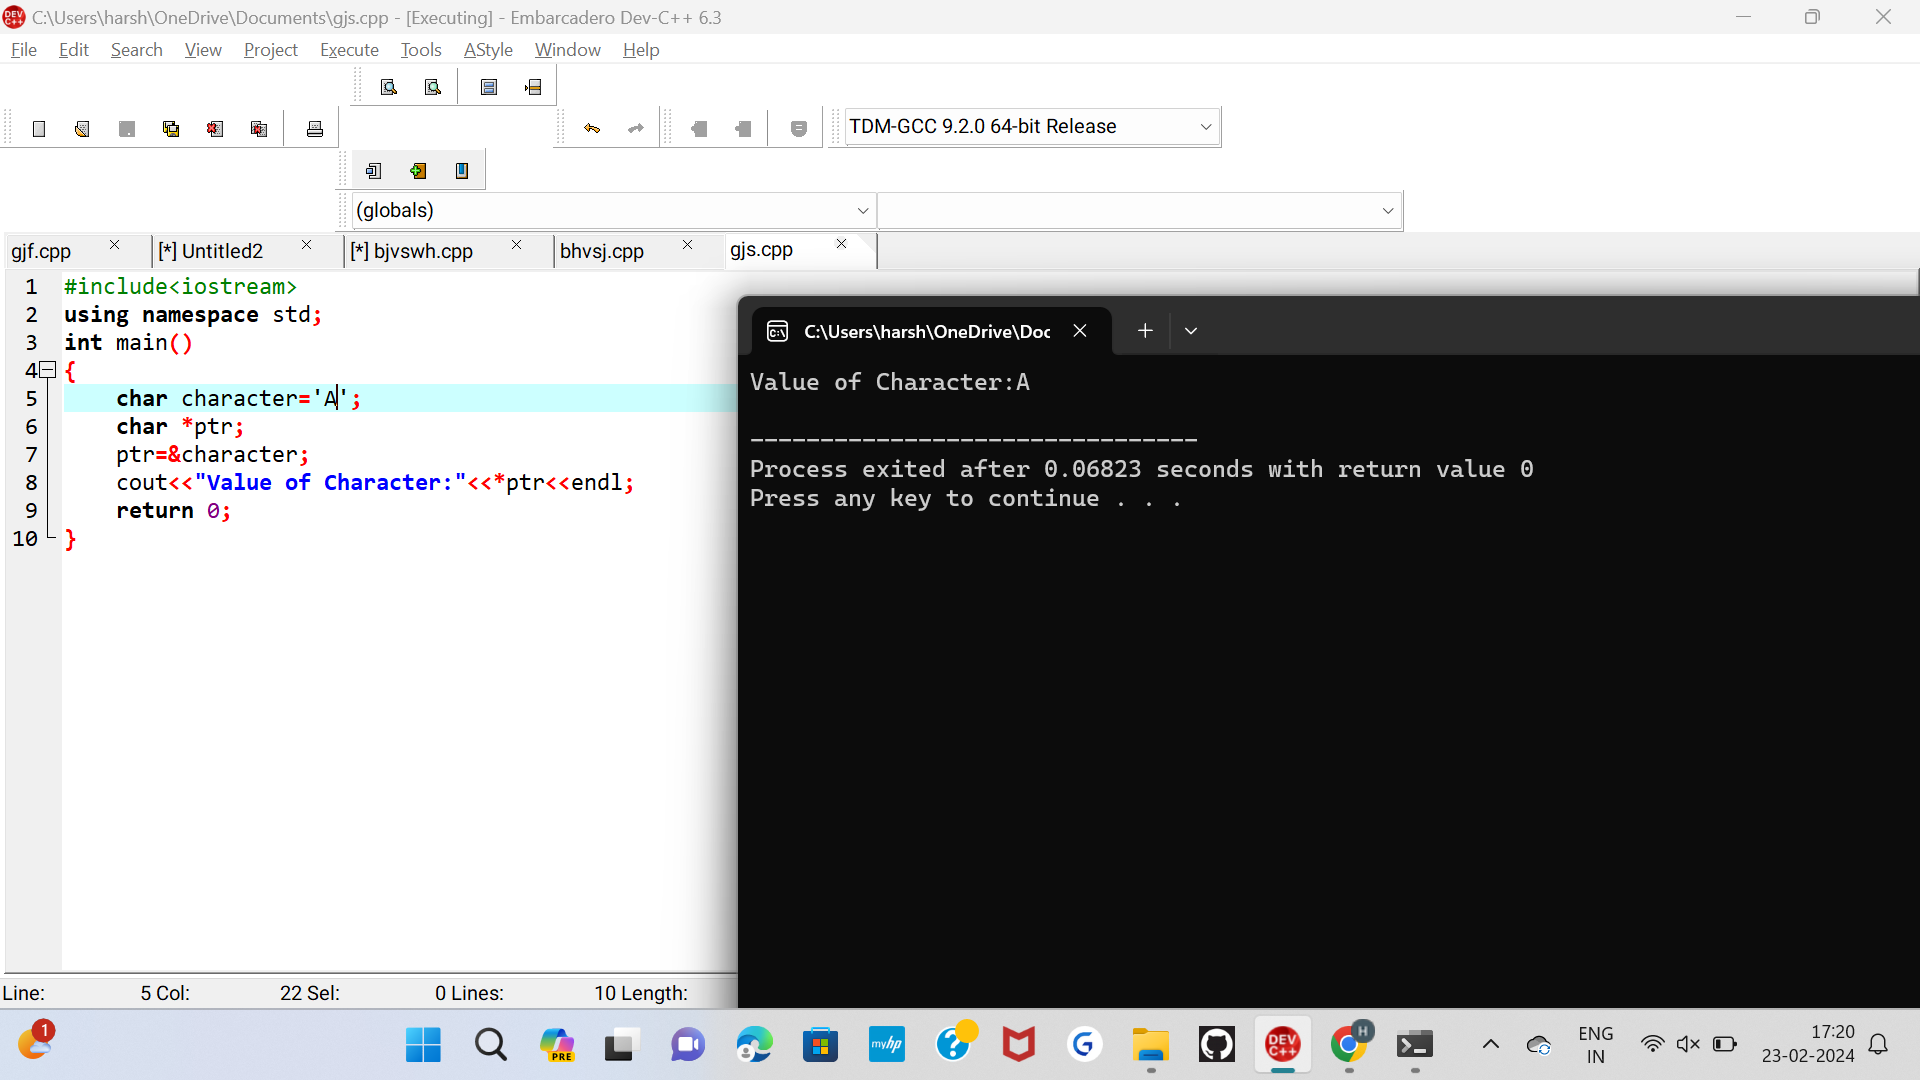 C:\Users\harsh\OneDrive\Documents\gjs.cpp - [Executing] - Embarcadero Dev-C++ 6.3
File Edit Search View Project Execute Tools AStyle Window Help
TDM-GCC 9.2.0 64-bit Release
(globals)
gjf.cpp [*] Untitled2 [*] bjvswh.cpp bhvsj.cpp gjs.cpp
1 #include<iostream>
2 using namespace std;
3 int main()
4 {
5 char character='A';
6 char *ptr;
7 ptr=&character;
8 cout<<"Value of Character:"<<*ptr<<endl;
9 return 0;
10 }
C:\Users\harsh\OneDrive\Doc
Value of Character:A
--------------------------------
Process exited after 0.06823 seconds with return value 0
Press any key to continue . . .
Line: 5 Col: 22 Sel: 0 Lines: 10 Length:
1
PRE
myhp
?
G
DEV
C++
H
ENG
IN
17:20
23-02-2024